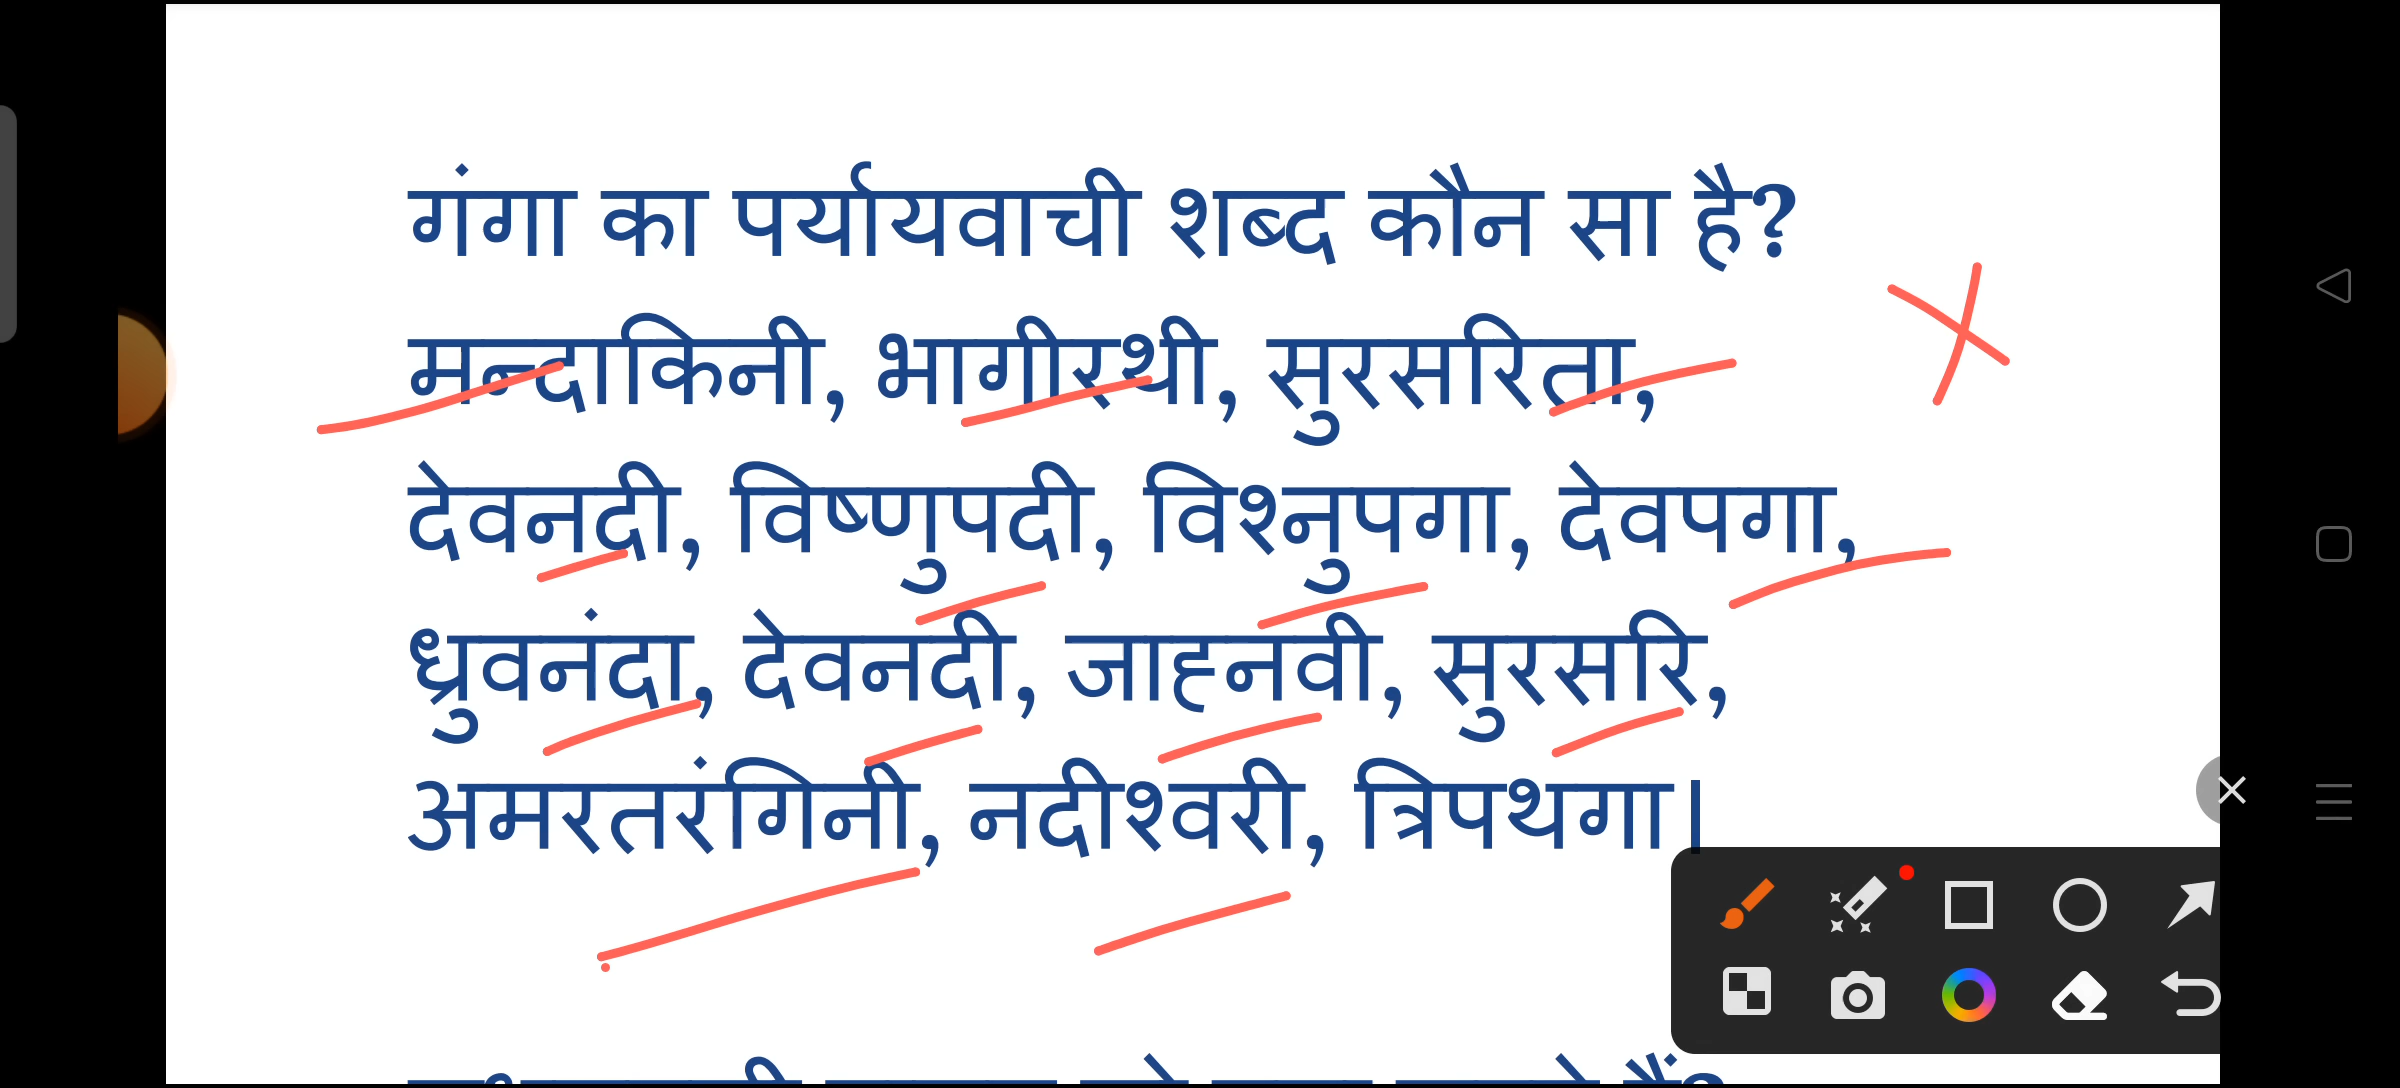 गंगा का पर्यायवाची शब्द कौन सा है?
मन्दाकिनी, भागीरथी, सुरसरिता,
देवनदी, विष्णुपदी, विश्नुपगा, देवपगा,
ध्रुवनंदा, देवनदी, जाह्नवी, सुरसरि,
अमरतरंगिनी, नदीश्वरी, त्रिपथगा।